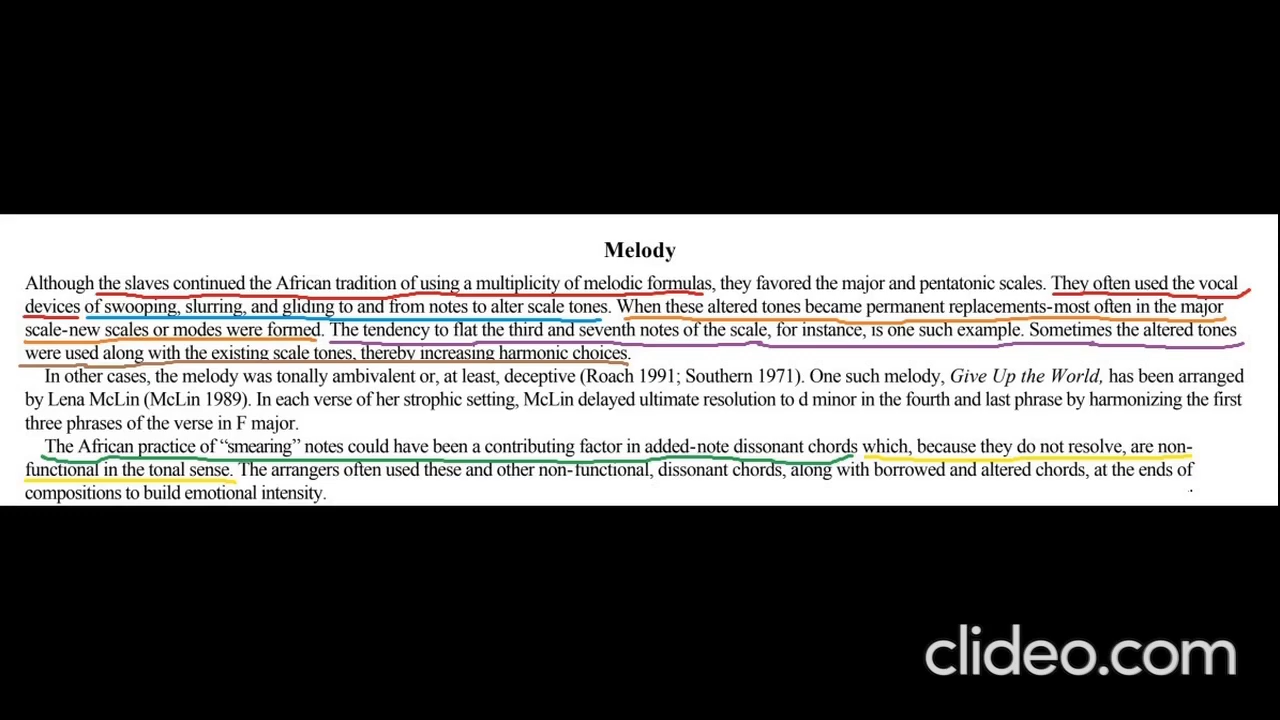 Melody
Although the slaves continued the African tradition of using a multiplicity of melodic formulas, they favored the major and pentatonic scales. They often used the vocal
devices of swooping, slurring, and gliding to and from notes to alter scale tones. When these altered tones became permanent replacements-most often in the major
scale-new scales or modes were formed. The tendency to flat the third and seventh notes of the scale, for instance, is one such example. Sometimes the altered tones
were used along with the existing scale tones, thereby increasing harmonic choices.
In other cases, the melody was tonally ambivalent or, at least, deceptive (Roach 1991; Southern 1971). One such melody, Give Up the World, has been arranged
by Lena McLin (McLin 1989). In each verse of her strophic setting, McLin delayed ultimate resolution to d minor in the fourth and last phrase by harmonizing the first
three phrases of the verse in F major.
The African practice of “smearing” notes could have been a contributing factor in added-note dissonant chords which, because they do not resolve, are non-
functional in the tonal sense. The arrangers often used these and other non-functional, dissonant chords, along with borrowed and altered chords, at the ends of
compositions to build emotional intensity.
clideo.com